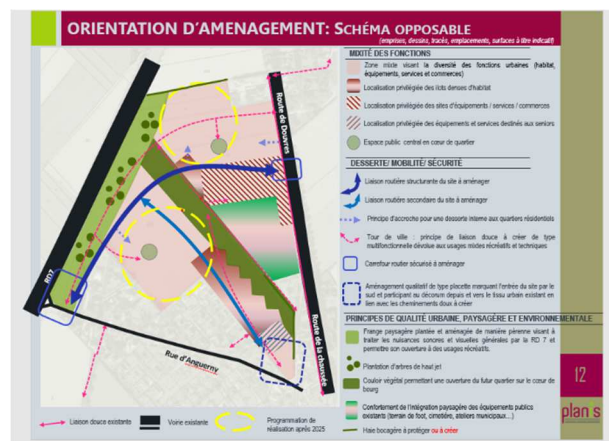 ORIENTATION D'AMENAGEMENT: SCHÉMA OPPOSABLE
(emprises, dessins, tracés, emplacements, surfaces à titre indicatif)
MIXITÉ DES FONCTIONS
Zone mixte visant la diversité des fonctions urbaines (habitat,
équipements, services et commerces)
Localisation privilégiée des îlots denses d'habitat
Localisation privilégiée des sites d'équipements / services / commerces
Localisation privilégiée des équipements et services destinés aux seniors
Espace public central en cœur de quartier
DESSERTE/ MOBILITÉ/ SÉCURITÉ
Liaison routière structurante du site à aménager
Liaison routière secondaire du site à aménager
Principe d'accroche pour une desserte interne aux quartiers résidentiels
Tour de ville : principe de liaison douce à créer de type
multifonctionnelle dévolue aux usages modes récréatifs et techniques
Carrefour routier sécurisé à aménager
Aménagement qualitatif de type placette marquant l'entrée du site par le
sud et participant au décorum depuis et vers le tissu urbain existant en
lien avec les cheminements doux à créer
PRINCIPES DE QUALITÉ URBAINE, PAYSAGÈRE ET ENVIRONNEMENTALE
Frange paysagère plantée et aménagée de manière pérenne visant à
traiter les nuisances sonores et visuelles générales par la RD 7 et
permettre son ouverture à des usages récréatifs.
Plantation d'arbres de haut jet
Couloir végétal permettant une ouverture du futur quartier sur le cœur de
bourg
Confortement de l'intégration paysagère des équipements publics
existants (terrain de foot, cimetière, ateliers municipaux…)
Haie bocagère à protéger ou à créer
Route de Douvres
RD7
Route de la chaussée
Rue d'Anguerny
Liaison douce existante
Voirie existante
Programmation de
réalisation après 2025
12
plan s